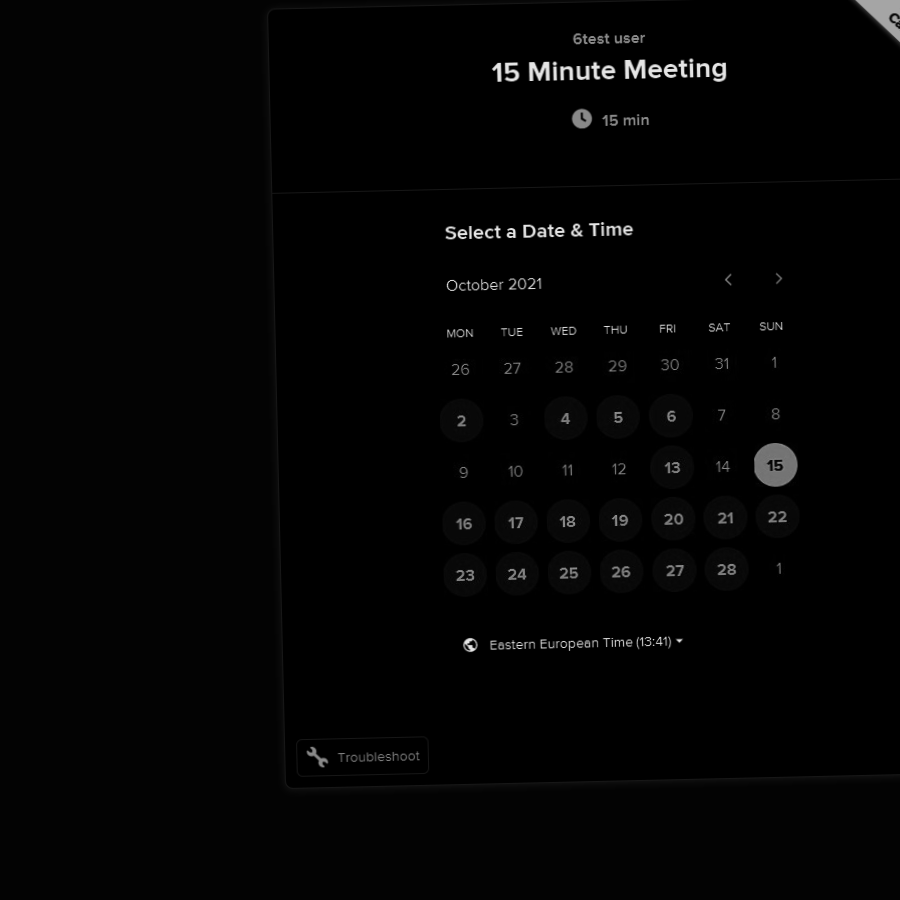 6test user
15 Minute Meeting
15 min
Select a Date & Time
October 2021
MON TUE WED THU FRI SAT SUN
26 27 28 29 30 31 1
2 3 4 5 6 7 8
9 10 11 12 13 14 15
16 17 18 19 20 21 22
23 24 25 26 27 28 1
Eastern European Time (13:41)
Troubleshoot